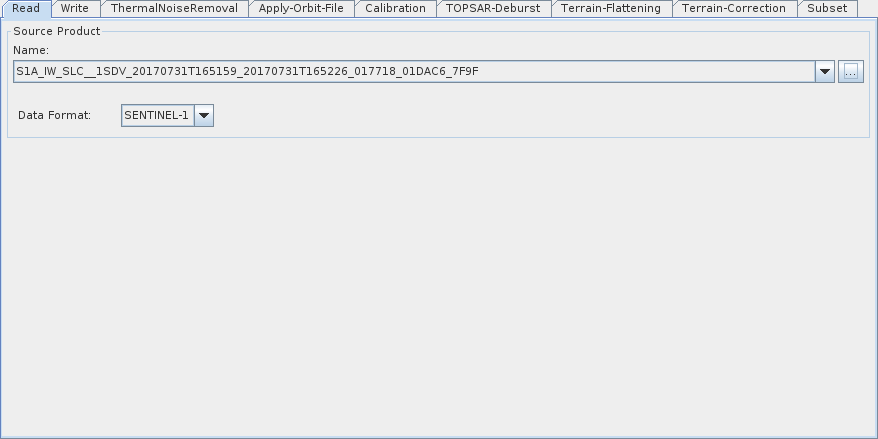 Read Write ThermalNoiseRemoval Apply-Orbit-File Calibration TOPSAR-Deburst Terrain-Flattening Terrain-Correction Subset
Source Product
Name:
S1A_IW_SLC__1SDV_20170731T165159_20170731T165226_017718_01DAC6_7F9F
...
Data Format: SENTINEL-1